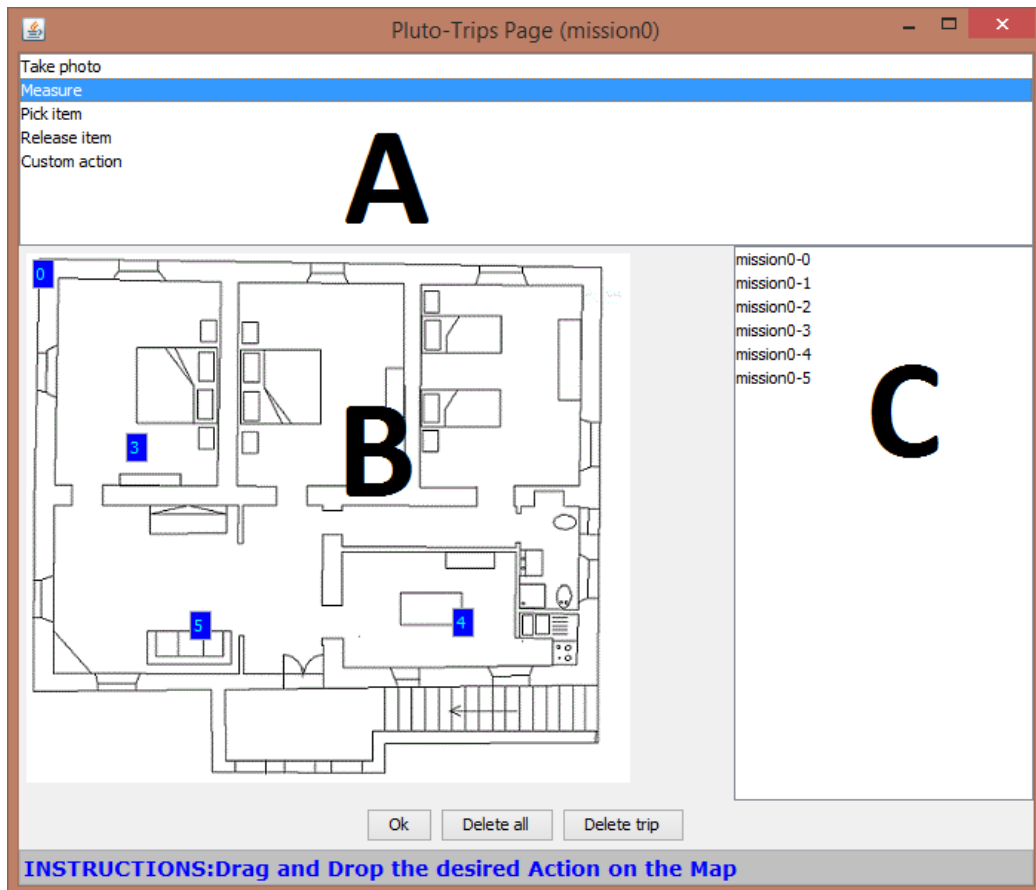 Pluto-Trips Page (mission0)
Take photo
Measure
Pick item
Release item
Custom action
A
0
mission0-0
mission0-1
mission0-2
mission0-3
mission0-4
mission0-5
B
C
3
5
4
Ok
Delete all
Delete trip
INSTRUCTIONS:Drag and Drop the desired Action on the Map